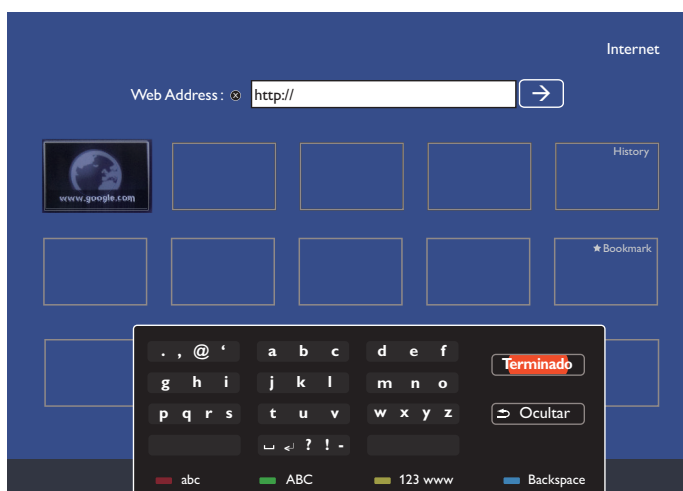 Internet
Web Address : ⊗ http:// →
www.google.com
History
★ Bookmark
. , @ ‘ a b c d e f
Terminado
g h i j k l m n o
p q r s t u v w x y z
Ocultar
␣ ↵ ? ! -
abc ABC 123 www Backspace